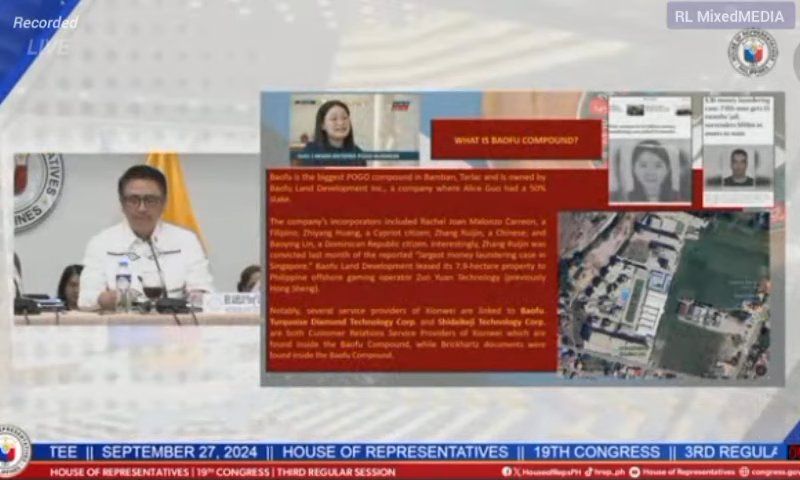 Recorded
LIVE
RL MixedMEDIA
WHAT IS BAOFU COMPOUND?
Baofu is the biggest POGO compound in Bamban, Tarlac and is owned by
Baofu Land Development Inc., a company where Alice Guo had a 50%
stake.
The company's incorporators included Rachel Joan Malonzo Carreon, a
Filipino, Zhiyang Huang, a Cypriot citizen; Zhang Ruijin, a Chinese; and
Baoying Lin, a Dominican Republic citizen. Interestingly, Zhang Ruijin was
convicted last month of the reported "largest money laundering case in
Singapore." Baofu Land Development leased its 7.9-hectare property to
Philippine offshore gaming operator Zun Yuan Technology (previously
Hong Sheng).
Notably, several service providers of Xionwei are linked to Baofu.
Turquoise Diamond Technology Corp. and Technology Corp.
are both Customer Relations Service Providers of Xionwei which are
found inside the Baofu Compound, while Brickhartz documents were
found inside the Baofu Compound.
TEE || SEPTEMBER 27, 2024 || HOUSE OF REPRESENTATIVES || 19TH CONGRESS || 3RD REGULA
HOUSE OF REPRESENTATIVES | 19TH CONGRESS | THIRD REGULAR SESSION
HouseofRepsPH hrep_ph House of Representatives congress.gov